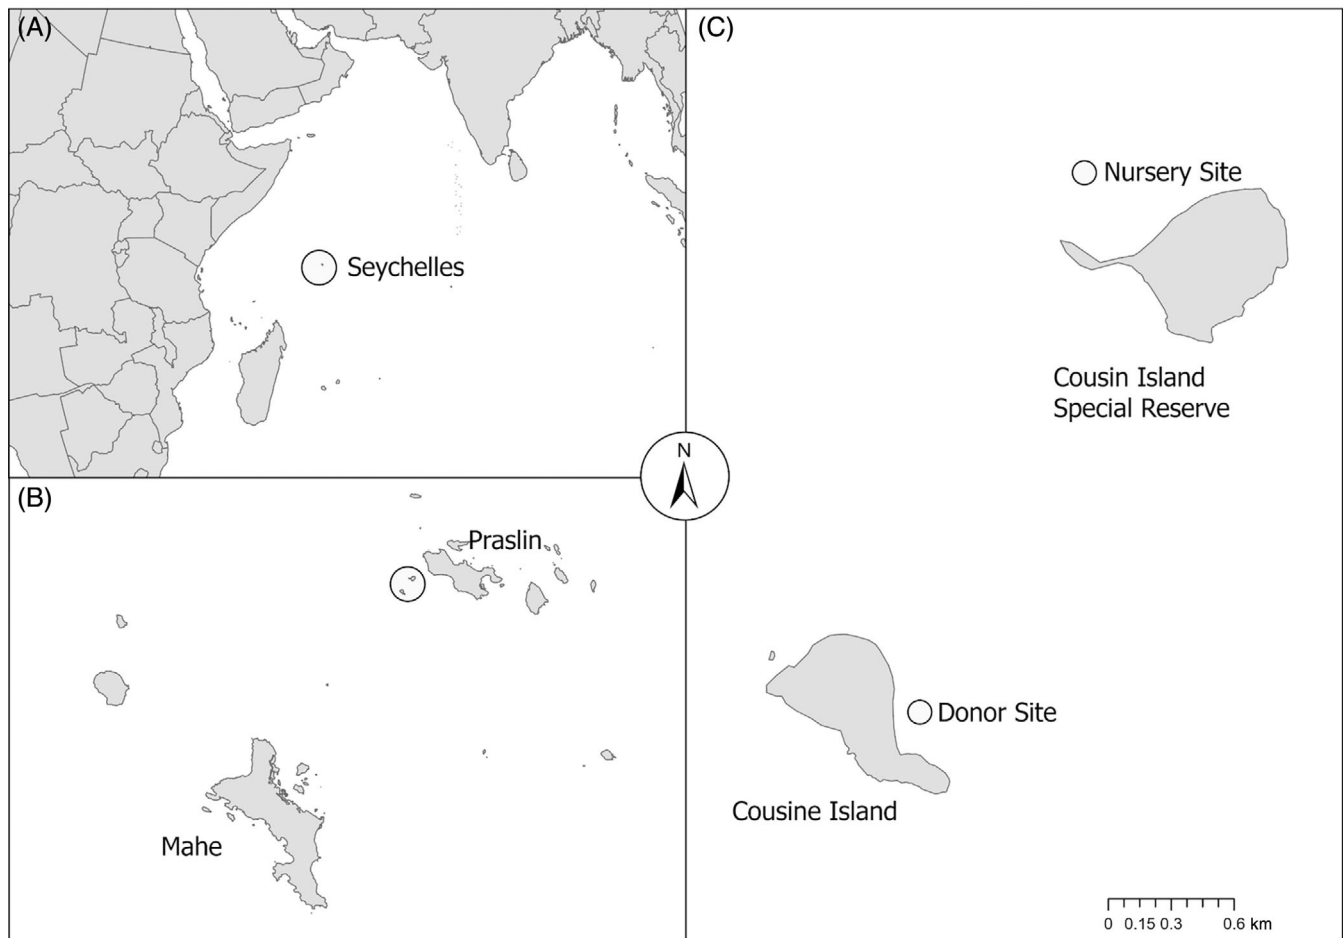 (A)
Seychelles
(B)
Praslin
Mahe
N
(C)
Nursery Site
Cousin Island
Special Reserve
Donor Site
Cousine Island
0 0.15 0.3 0.6 km